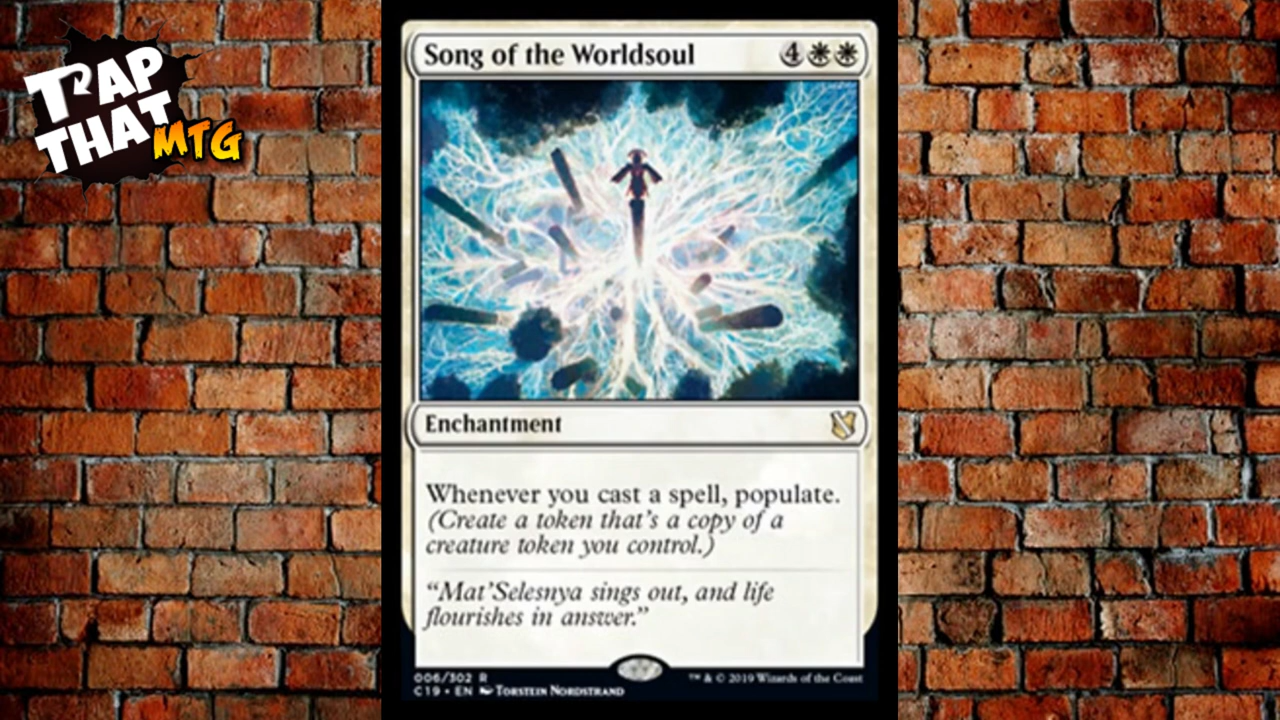 TRAP
THAT
MTG
Song of the Worldsoul 4
Enchantment
Whenever you cast a spell, populate.
(Create a token that's a copy of a
creature token you control.)
“Mat'Selesnya sings out, and life
flourishes in answer.”
006/302 R
C19 • EN Torstein Nordstrand
™ & © 2019 Wizards of the Coast